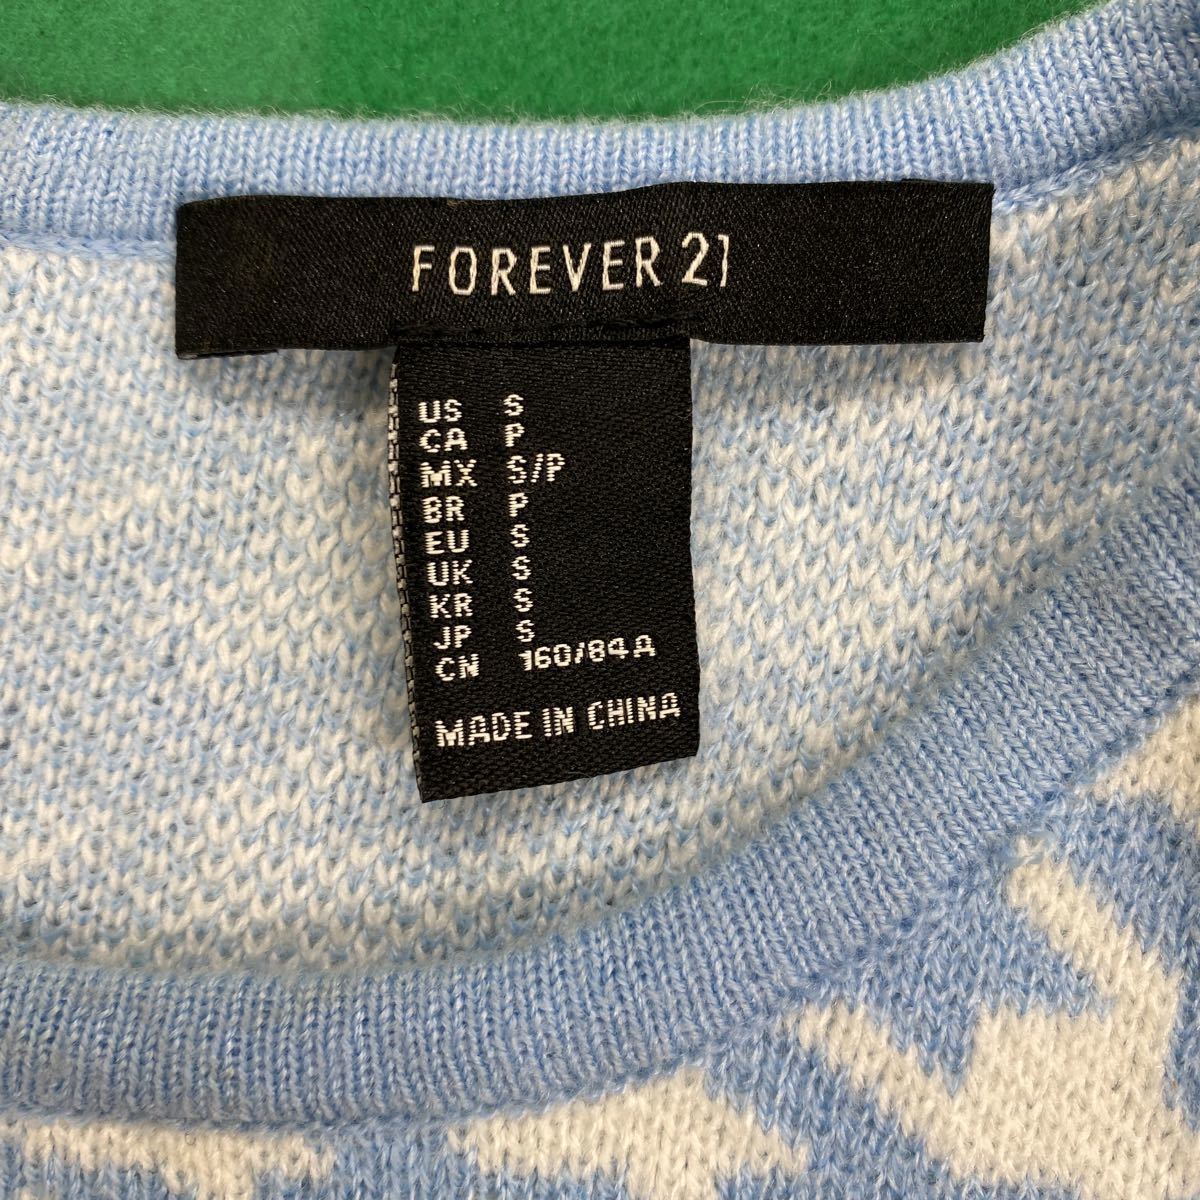 FOREVER 21
US S
CA P
MX S/P
BR P
EU S
UK S
KR S
JP S
CN 160/84A
MADE IN CHINA